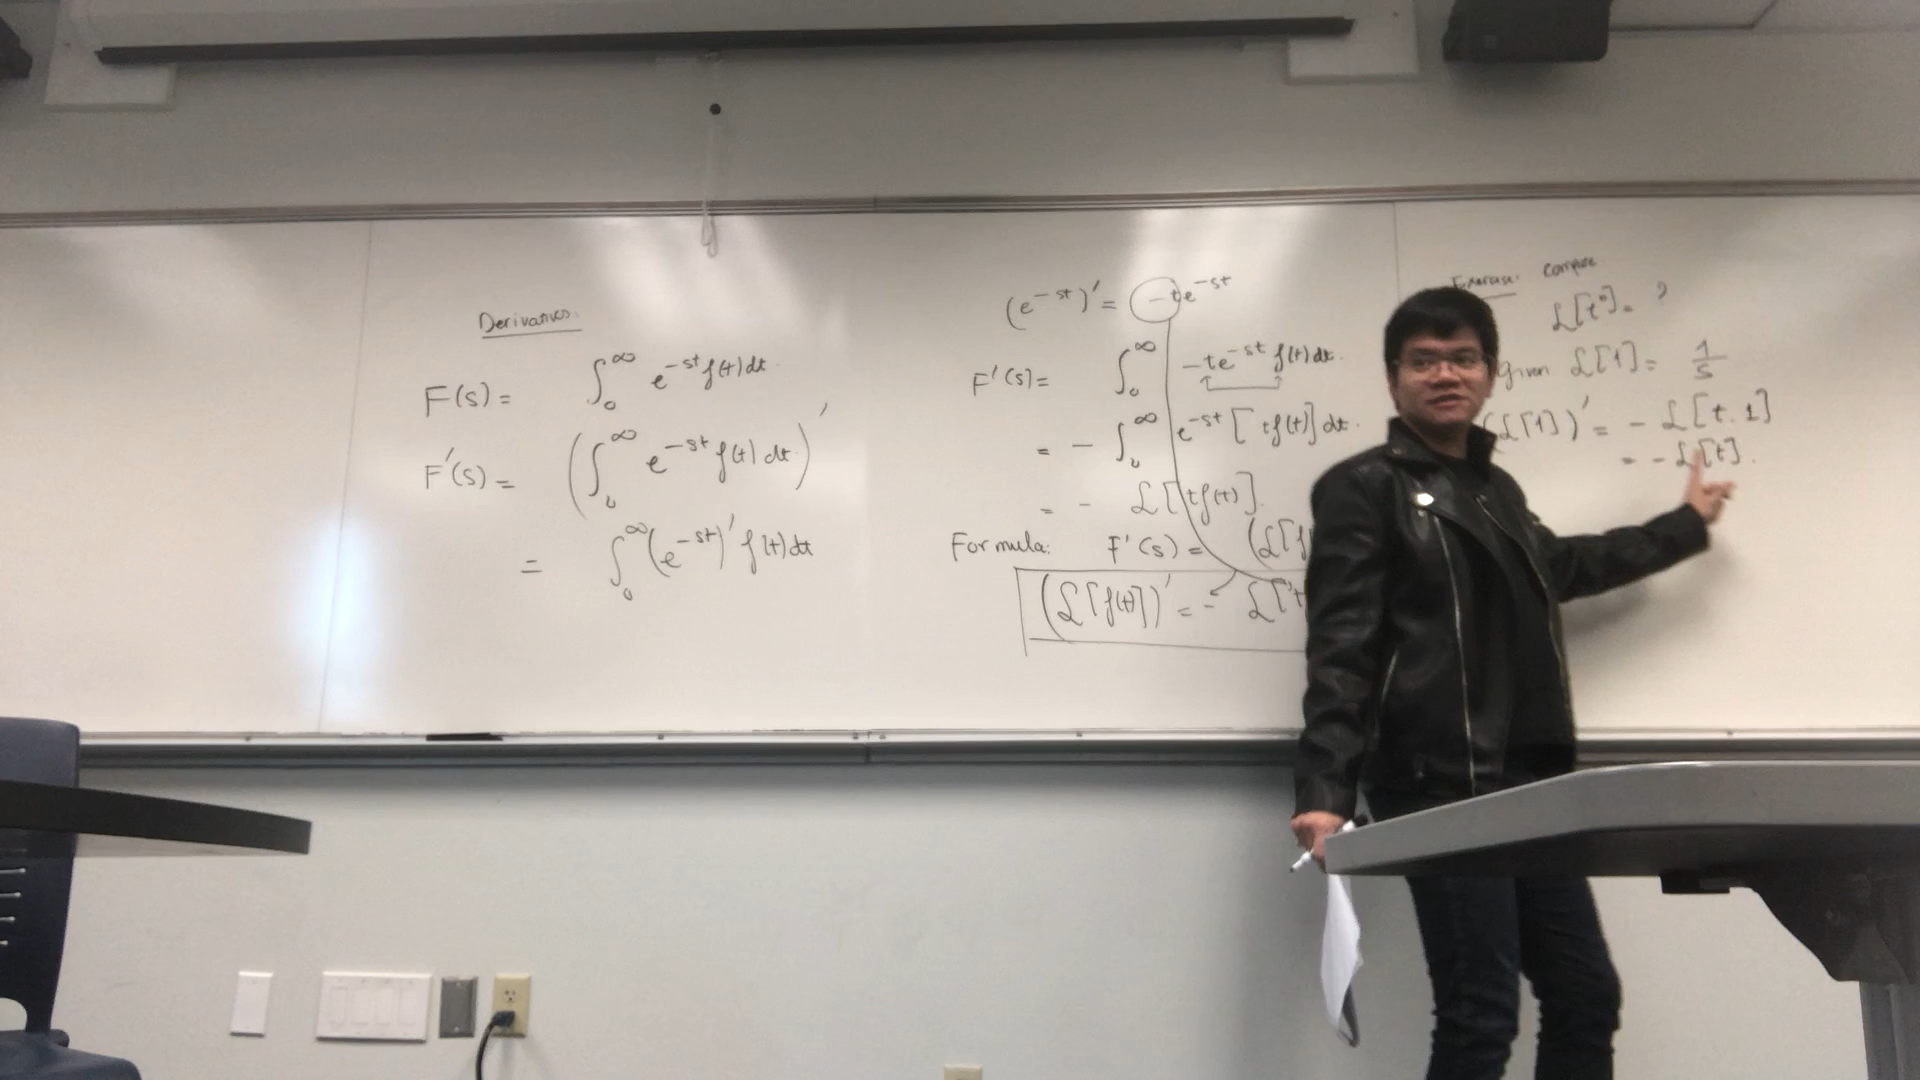 Derivatives.
F(s) = ∫₀^∞ e^{-st} f(t) dt.
F'(s) = (∫₀^∞ e^{-st} f(t) dt)'
= ∫₀^∞ (e^{-st})' f(t) dt
(e^{-st})' = -te^{-st}
F'(s) = ∫₀^∞ -te^{-st} f(t) dt.
= - ∫₀^∞ e^{-st} [tf(t)] dt.
= - ℒ[tf(t)].
Formula: F'(s) = (ℒ[f
(ℒ[f(t)])' = - ℒ[t
Exercise: Compute
ℒ[t
] = ?
given ℒ[1] = 1/s
(ℒ[1])' = - ℒ[t.1]
= - ℒ[t].